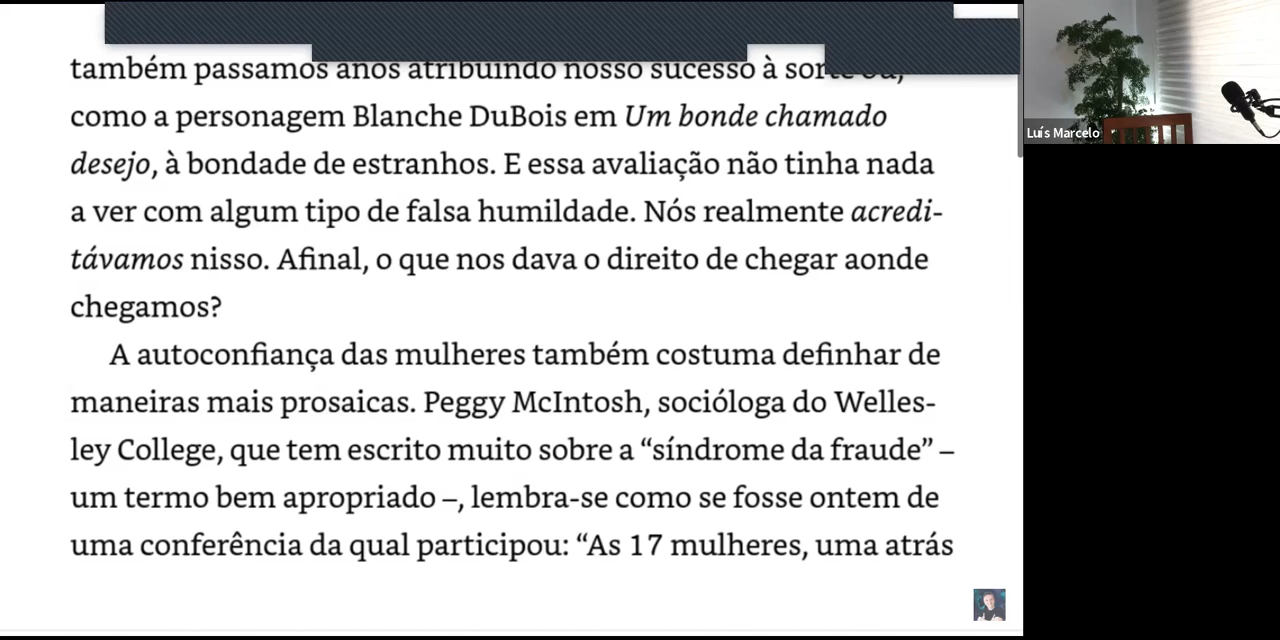 também passamos anos atribuindo nosso sucesso à sorte ou,
como a personagem Blanche DuBois em Um bonde chamado
desejo, à bondade de estranhos. E essa avaliação não tinha nada
a ver com algum tipo de falsa humildade. Nós realmente acredi-
távamos nisso. Afinal, o que nos dava o direito de chegar aonde
chegamos?
A autoconfiança das mulheres também costuma definhar de
maneiras mais prosaicas. Peggy McIntosh, socióloga do Welles-
ley College, que tem escrito muito sobre a “síndrome da fraude” –
um termo bem apropriado –, lembra-se como se fosse ontem de
uma conferência da qual participou: “As 17 mulheres, uma atrás
Luís Marcelo